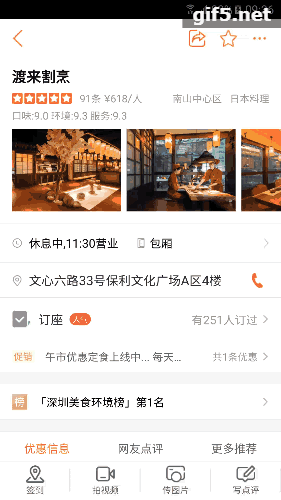 gif5.net
渡来割烹
91条 ¥618/人
南山中心区 日本料理
口味:9.0 环境:9.3 服务:9.3
休息中,11:30营业 包厢
文心六路33号保利文化广场A区4楼
订座
有251人订过
促销 午市优惠定食上线中... 每天...
共1条优惠
榜 「深圳美食环境榜」第1名
优惠信息 网友点评 更多推荐
签到 拍视频 传图片 写点评